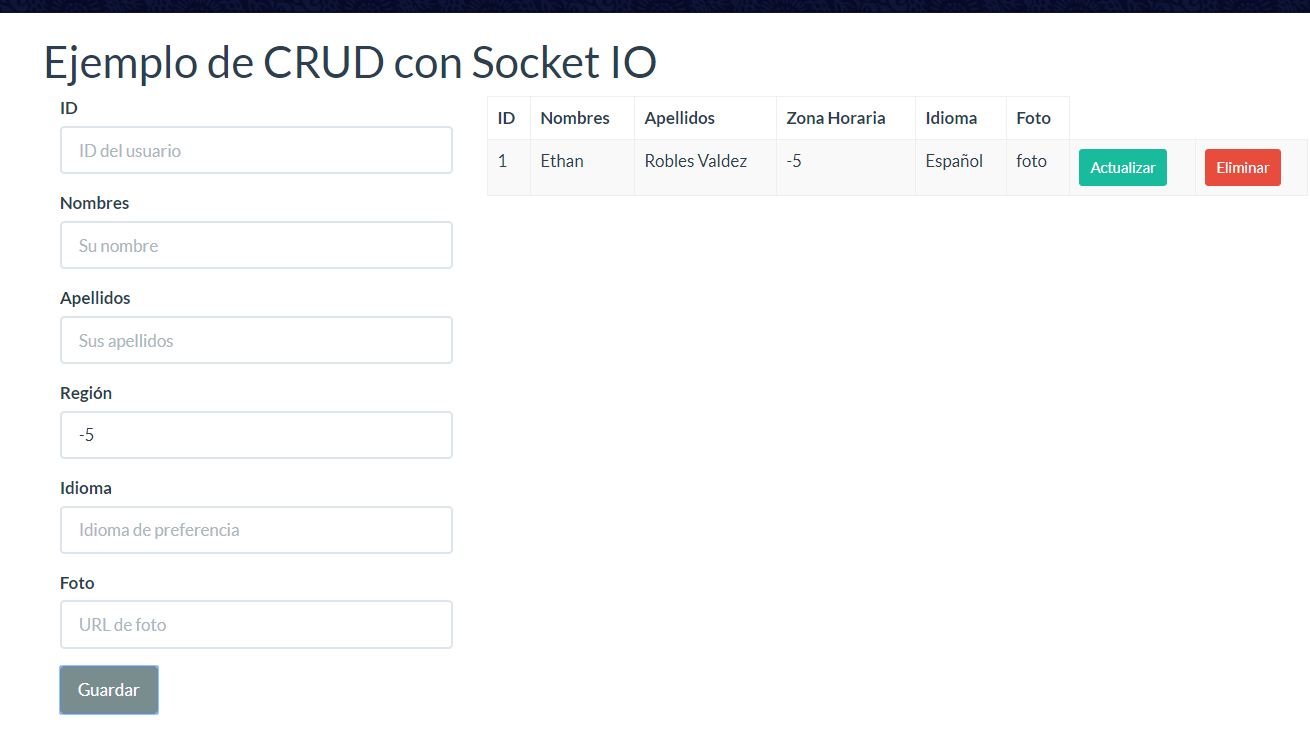 Ejemplo de CRUD con Socket IO
ID
ID del usuario
Nombres
Su nombre
Apellidos
Sus apellidos
Región
-5
Idioma
Idioma de preferencia
Foto
URL de foto
Guardar
ID Nombres Apellidos Zona Horaria Idioma Foto
1 Ethan Robles Valdez -5 Español foto Actualizar Eliminar